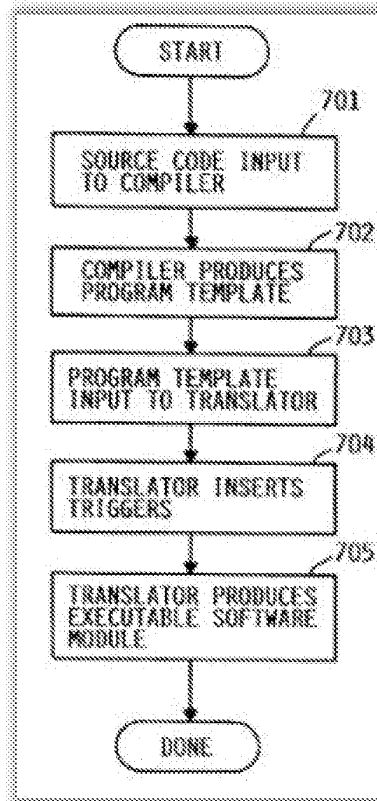 START
701
SOURCE CODE INPUT
TO COMPILER
702
COMPILER PRODUCES
PROGRAM TEMPLATE
703
PROGRAM TEMPLATE
INPUT TO TRANSLATOR
704
TRANSLATOR INSERTS
TRIGGERS
705
TRANSLATOR PRODUCES
EXECUTABLE SOFTWARE
MODULE
DONE